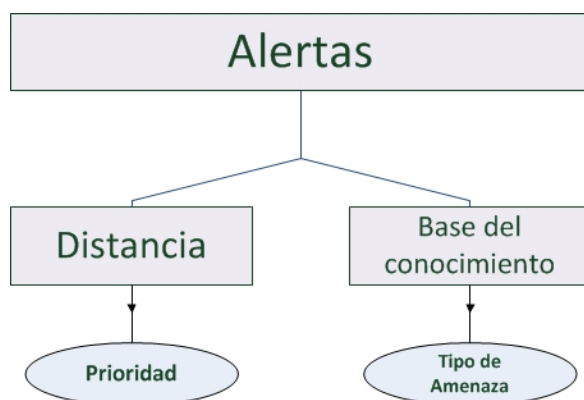 Alertas
Distancia
Base del
conocimiento
Prioridad
Tipo de
Amenaza